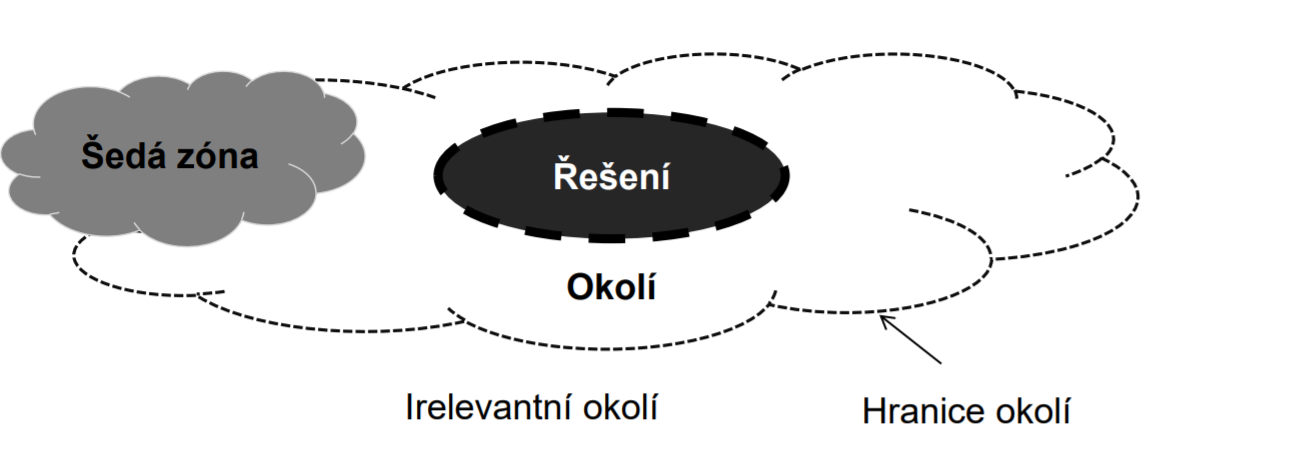 Šedá zóna
Řešení
Okolí
Irelevantní okolí
Hranice okolí